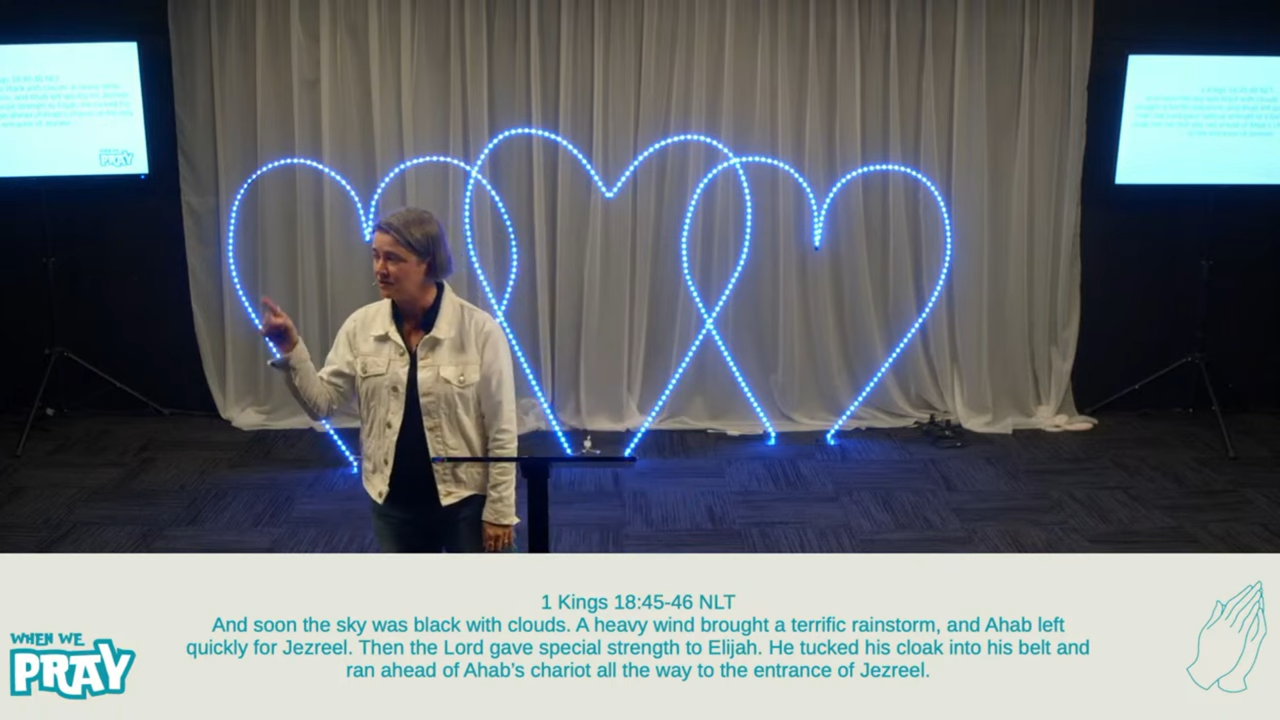 1 Kings 18:45-46 NLT
And soon the sky was black with clouds. A heavy wind brought a terrific rainstorm, and Ahab left
quickly for Jezreel. Then the Lord gave special strength to Elijah. He tucked his cloak into his belt and
ran ahead of Ahab’s chariot all the way to the entrance of Jezreel.
WHEN WE
PRAY